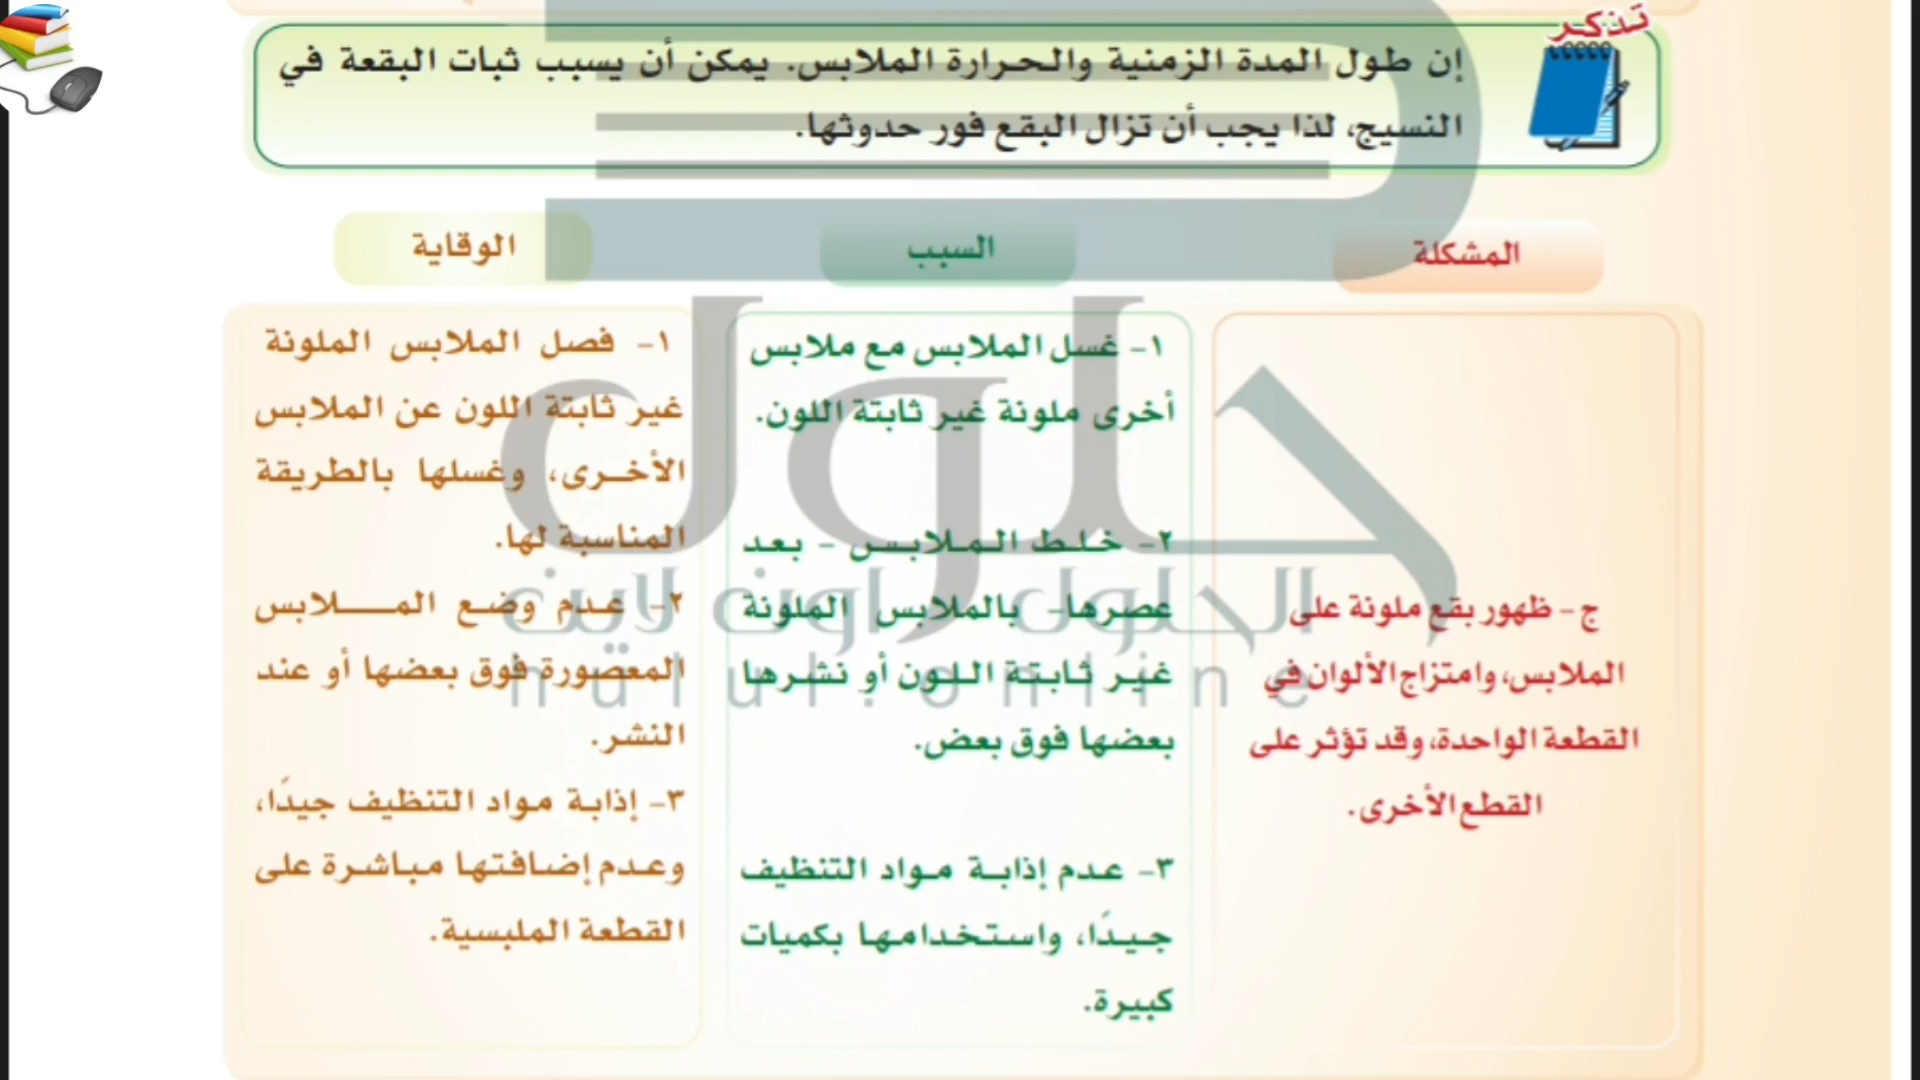 تذكر
إن طول المدة الزمنية والحرارة الملابس. يمكن أن يسبب ثبات البقعة في
النسيج، لذا يجب أن تزال البقع فور حدوثها.
المشكلة
السبب
الوقاية
ج- ظهور بقع ملونة على
الملابس، وامتزاج الألوان في
القطعة الواحدة، وقد تؤثر على
القطع الأخرى.
١- غسل الملابس مع ملابس
أخرى ملونة غير ثابتة اللون.
٢- خلط الملابس - بعد
عصرها- بالملابس الملونة
غير ثابتة اللون أو نشرها
بعضها فوق بعض.
٣- عدم إذابة مواد التنظيف
جيدًا، واستخدامها بكميات
كبيرة.
١- فصل الملابس الملونة
غير ثابتة اللون عن الملابس
الأخرى، وغسلها بالطريقة
المناسبة لها.
٢- عدم وضع الملابس
المعصورة فوق بعضها أو عند
النشر.
٣- إذابة مواد التنظيف جيدًا،
وعدم إضافتها مباشرة على
القطعة الملبسية.
حلول
الحلول اون لاين
hulul.online